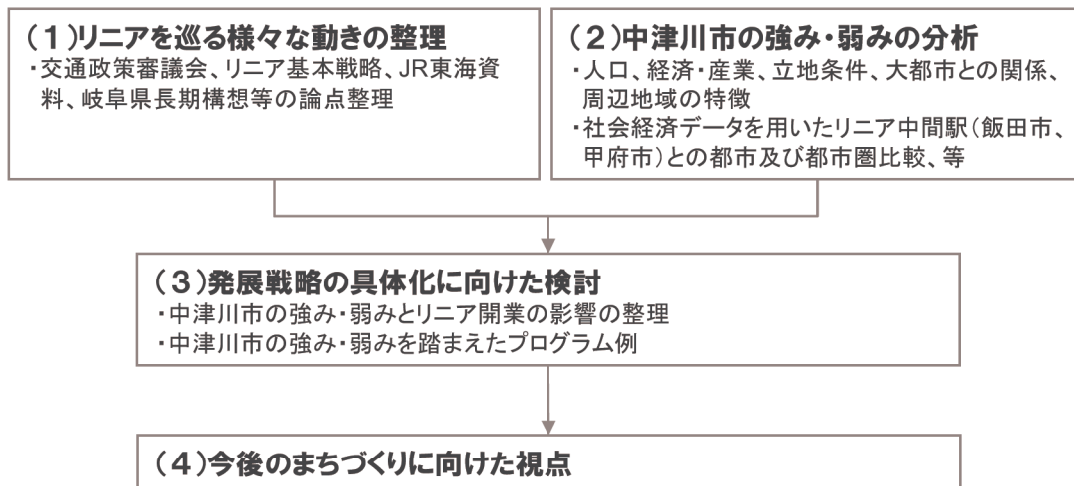 (1)リニアを巡る様々な動きの整理
・交通政策審議会、リニア基本戦略、JR東海資
料、岐阜県長期構想等の論点整理
(2)中津川市の強み・弱みの分析
・人口、経済・産業、立地条件、大都市との関係、
周辺地域の特徴
・社会経済データを用いたリニア中間駅(飯田市、
甲府市)との都市及び都市圏比較、等
(3)発展戦略の具体化に向けた検討
・中津川市の強み・弱みとリニア開業の影響の整理
・中津川市の強み・弱みを踏まえたプログラム例
(4)今後のまちづくりに向けた視点